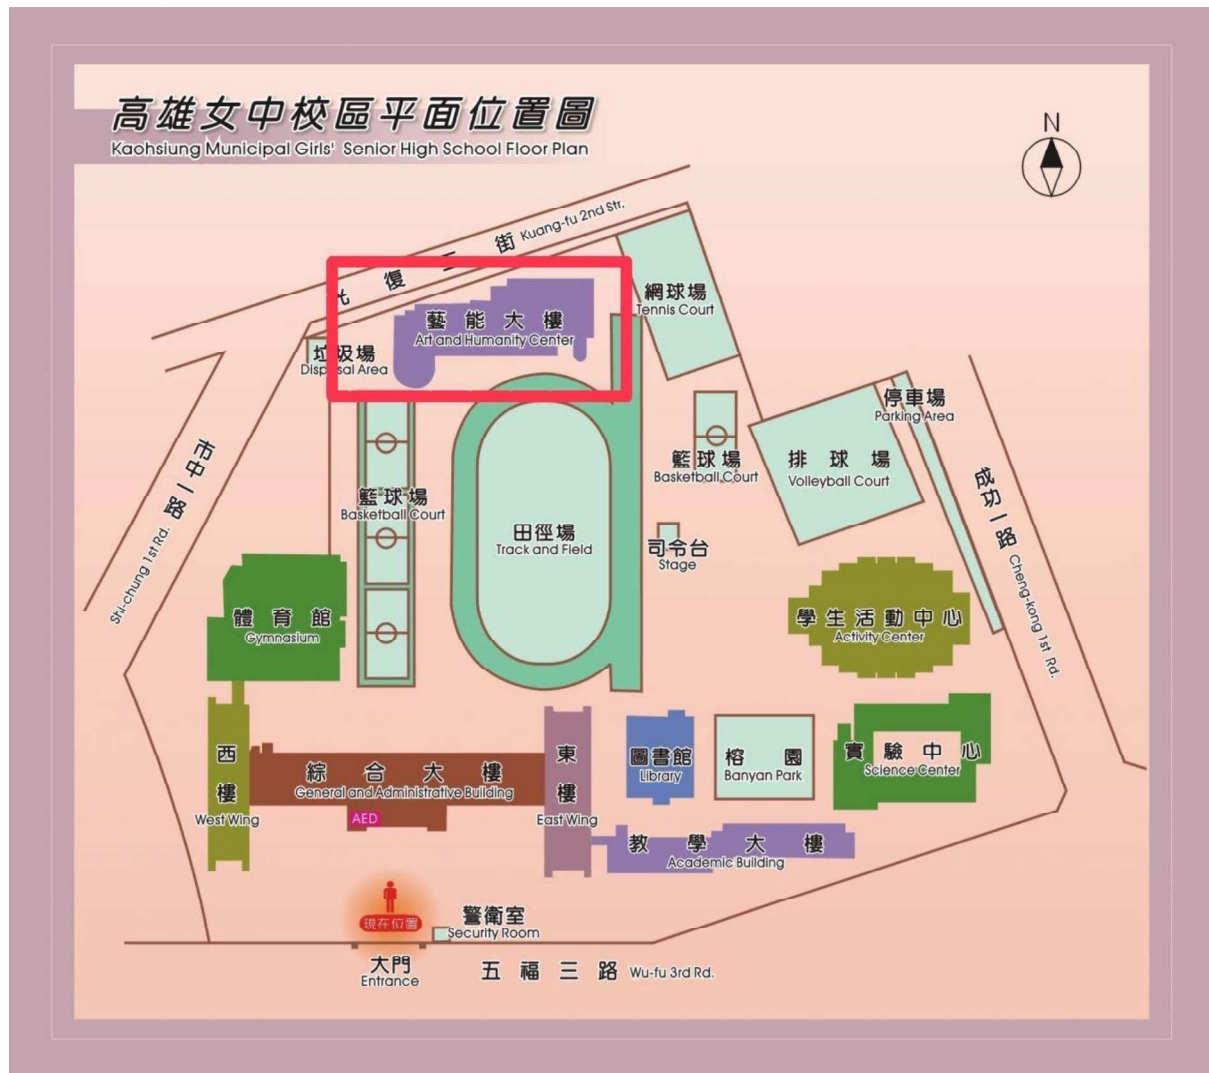 高雄女中校區平面位置圖
Kaohsiung Municipal Girls' Senior High School Floor Plan
N
光復二街 Kuang-fu 2nd Str.
藝能大樓
Art and Humanity Center
網球場
Tennis Court
垃圾場
Disposal Area
停車場
Parking Area
市中一路 Shi-chung 1st Rd.
籃球場
Basketball Court
排球場
Volleyball Court
成功一路 Cheng-kong 1st Rd.
籃球場
Basketball Court
田徑場
Track and Field
司令台
Stage
體育館
Gymnasium
學生活動中心
Activity Center
西樓
West Wing
綜合大樓
General and Administrative Building
AED
東樓
East Wing
圖書館
Library
榕園
Banyan Park
實驗中心
Science Center
教學大樓
Academic Building
現在位置
警衛室
Security Room
大門
Entrance
五福三路 Wu-fu 3rd Rd.